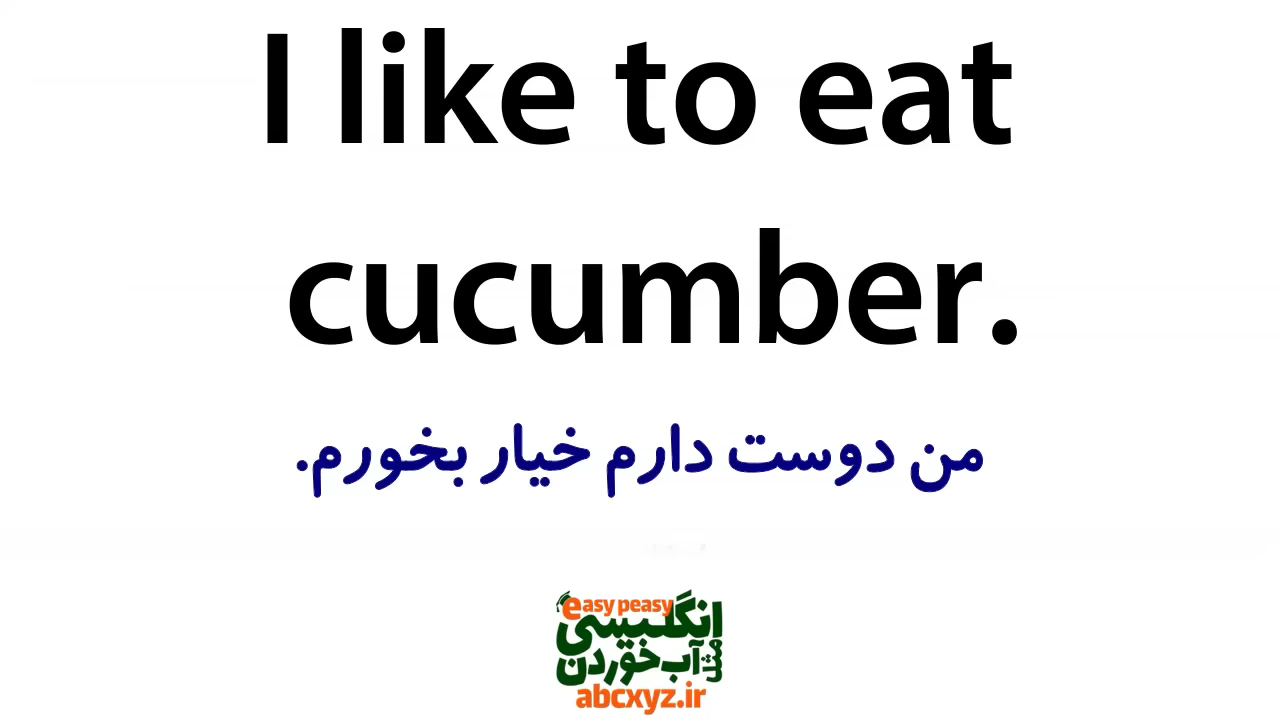 I like to eat
cucumber.
من دوست دارم خیار بخورم.
easy peasy
انگلیسی
مثل آب خوردن
abcxyz.ir